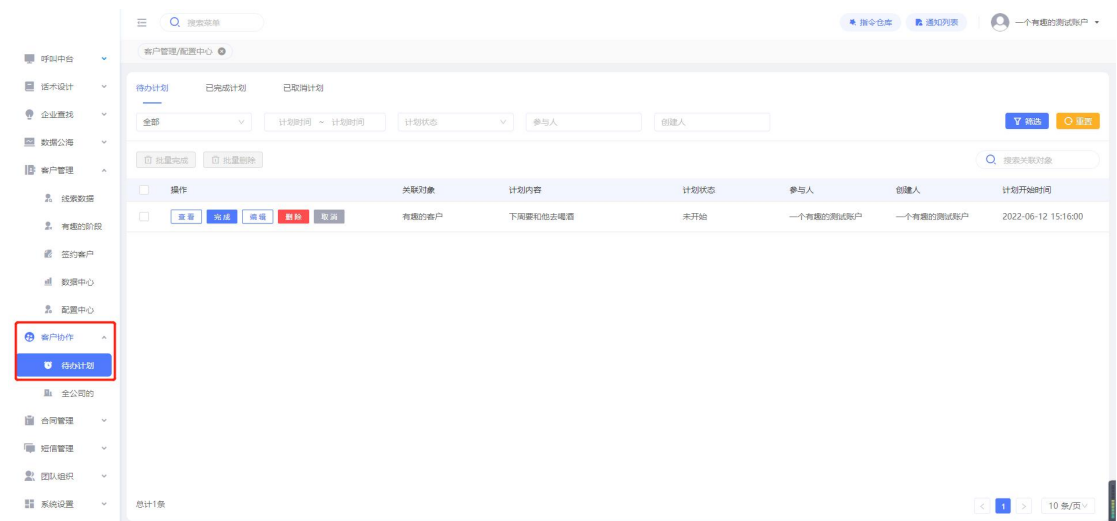 搜索菜单
指令仓库
通知列表
一个有趣的测试账户
客户管理/配置中心
呼叫中台
话术设计
企业查找
数据公海
客户管理
线索数据
有趣的阶段
签约客户
数据中心
配置中心
客户协作
待办计划
全公司的
合同管理
短信管理
团队组织
系统设置
待办计划 已完成计划 已取消计划
全部 计划时间 ~ 计划时间 计划状态 参与人 创建人 筛选 重置
批量完成 批量删除 搜索关联对象
操作 关联对象 计划内容 计划状态 参与人 创建人 计划开始时间
查看 完成 编辑 删除 取消 有趣的客户 下周要和他去喝酒 未开始 一个有趣的测试账户 一个有趣的测试账户 2022-06-12 15:16:00
总计1条 < 1 > 10 条/页